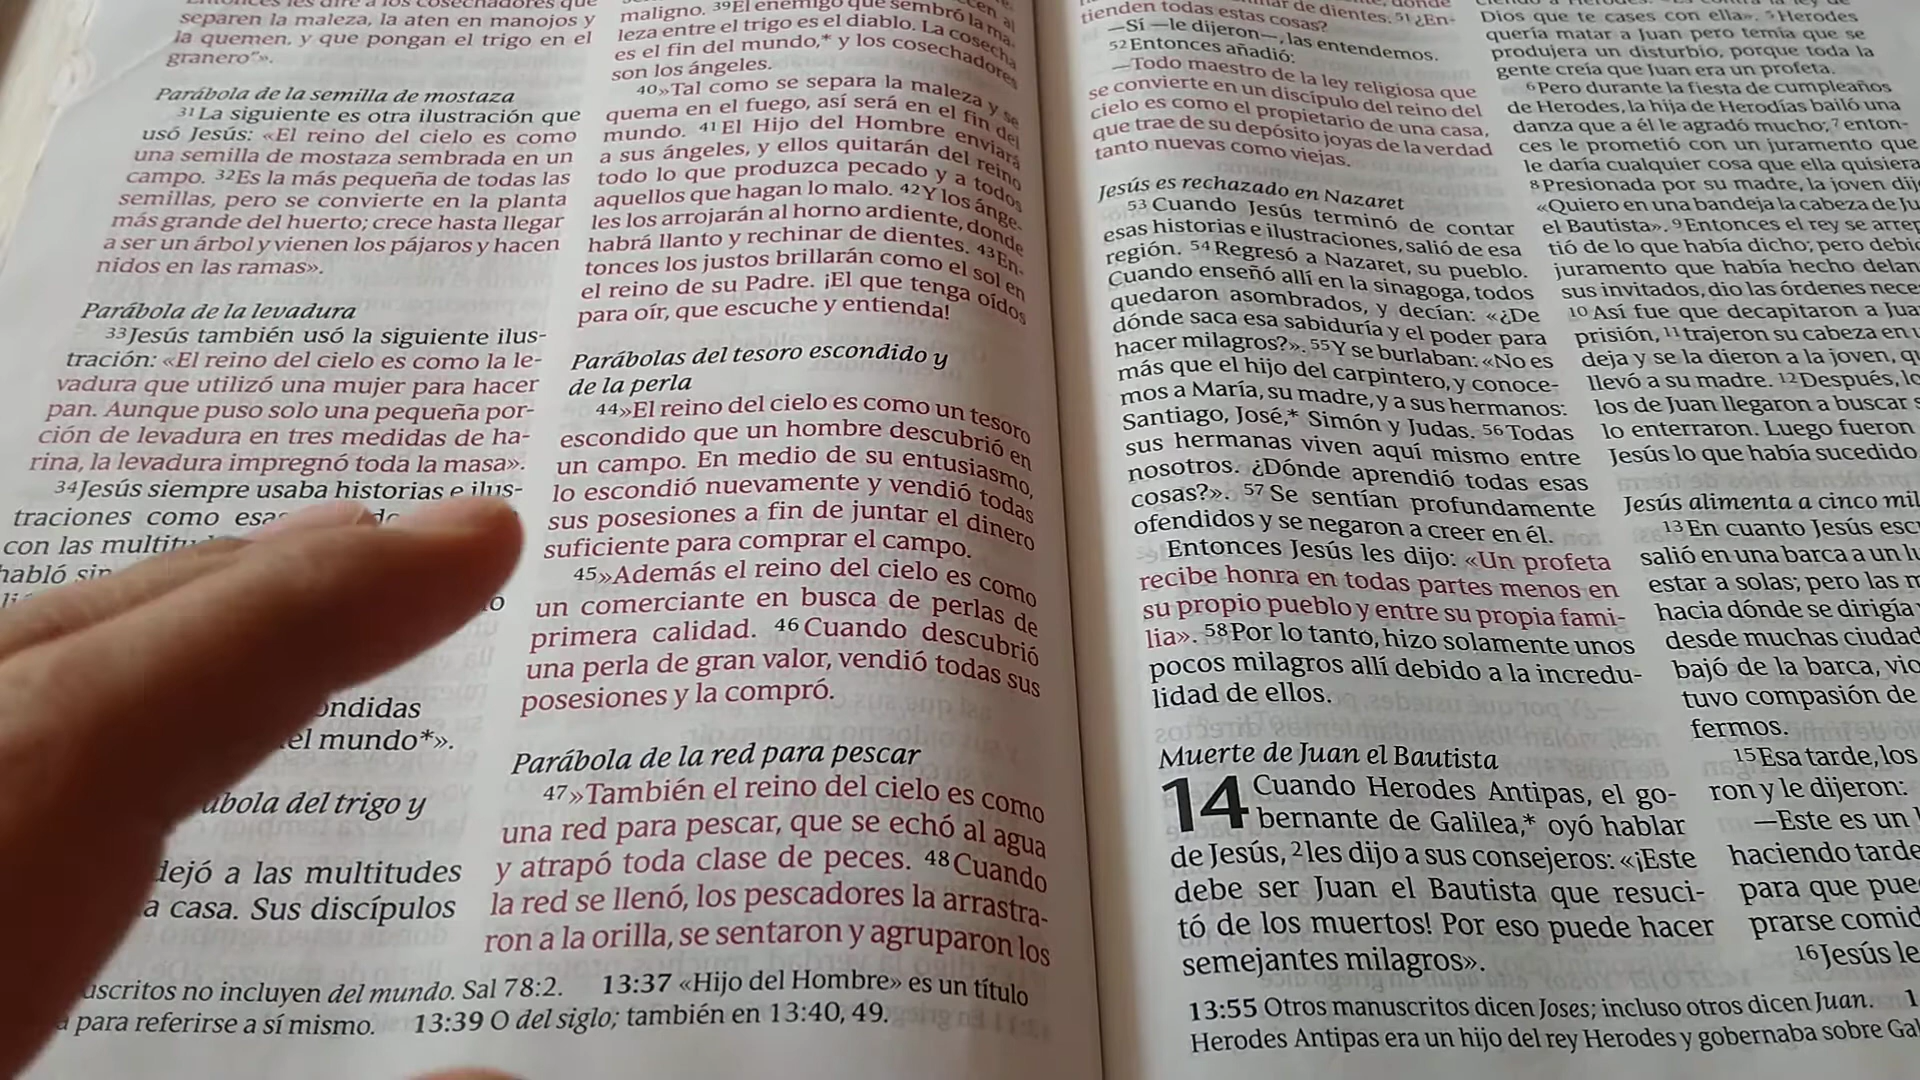 separen la maleza, la aten en manojos y
la quemen, y que pongan el trigo en el
granero”».
Parábola de la semilla de mostaza
31La siguiente es otra ilustración que
usó Jesús: «El reino del cielo es como
una semilla de mostaza sembrada en un
campo. 32Es la más pequeña de todas las
semillas, pero se convierte en la planta
más grande del huerto; crece hasta llegar
a ser un árbol y vienen los pájaros y hacen
nidos en las ramas».
Parábola de la levadura
33Jesús también usó la siguiente ilus-
tración: «El reino del cielo es como la le-
vadura que utilizó una mujer para hacer
pan. Aunque puso solo una pequeña por-
ción de levadura en tres medidas de ha-
rina, la levadura impregnó toda la masa».
34Jesús siempre usaba historias e ilus-
traciones como
con las
habló
ondidas
el mundo*».
ábola del trigo y
dejó a las multitudes
a casa. Sus discípulos
maligno. 39El enemigo que sembró la ma-
leza entre el trigo es el diablo. La cosecha
es el fin del mundo,* y los cosechadores
son los ángeles.
40»Tal como se separa la maleza y se
quema en el fuego, así será en el fin del
mundo. 41El Hijo del Hombre enviará
a sus ángeles, y ellos quitarán del reino
todo lo que produzca pecado y a todos
aquellos que hagan lo malo. 42Y los ánge-
les los arrojarán al horno ardiente, donde
habrá llanto y rechinar de dientes. 43En-
tonces los justos brillarán como el sol en
el reino de su Padre. ¡El que tenga oídos
para oír, que escuche y entienda!
Parábolas del tesoro escondido y
de la perla
44»El reino del cielo es como un tesoro
escondido que un hombre descubrió en
un campo. En medio de su entusiasmo,
lo escondió nuevamente y vendió todas
sus posesiones a fin de juntar el dinero
suficiente para comprar el campo.
45»Además el reino del cielo es como
un comerciante en busca de perlas de
primera calidad. 46Cuando descubrió
una perla de gran valor, vendió todas sus
posesiones y la compró.
Parábola de la red para pescar
47»También el reino del cielo es como
una red para pescar, que se echó al agua
y atrapó toda clase de peces. 48Cuando
la red se llenó, los pescadores la arrastra-
ron a la orilla, se sentaron y agruparon los
uscritos no incluyen del mundo. Sal 78:2. 13:37 «Hijo del Hombre» es un título
a para referirse a sí mismo. 13:39 O del siglo; también en 13:40, 49.
tienden todas estas cosas?
—Sí —le dijeron—, las entendemos.
52Entonces añadió:
—Todo maestro de la ley religiosa que
se convierte en un discípulo del reino del
cielo es como el propietario de una casa,
que trae de su depósito joyas de la verdad
tanto nuevas como viejas.
Jesús es rechazado en Nazaret
53Cuando Jesús terminó de contar
esas historias e ilustraciones, salió de esa
región. 54Regresó a Nazaret, su pueblo.
Cuando enseñó allí en la sinagoga, todos
quedaron asombrados, y decían: «¿De
dónde saca esa sabiduría y el poder para
hacer milagros?». 55Y se burlaban: «No es
más que el hijo del carpintero, y conoce-
mos a María, su madre, y a sus hermanos:
Santiago, José,* Simón y Judas. 56Todas
sus hermanas viven aquí mismo entre
nosotros. ¿Dónde aprendió todas esas
cosas?». 57Se sentían profundamente
ofendidos y se negaron a creer en él.
Entonces Jesús les dijo: «Un profeta
recibe honra en todas partes menos en
su propio pueblo y entre su propia fami-
lia». 58Por lo tanto, hizo solamente unos
pocos milagros allí debido a la incredu-
lidad de ellos.
Muerte de Juan el Bautista
14 Cuando Herodes Antipas, el go-
bernante de Galilea,* oyó hablar
de Jesús, 2les dijo a sus consejeros: «¡Este
debe ser Juan el Bautista que resuci-
tó de los muertos! Por eso puede hacer
semejantes milagros».
Dios que te cases con ella». 5Herodes
quería matar a Juan pero temía que se
produjera un disturbio, porque toda la
gente creía que Juan era un profeta.
6Pero durante la fiesta de cumpleaños
de Herodes, la hija de Herodías bailó una
danza que a él le agradó mucho; 7enton-
ces le prometió con un juramento que
le daría cualquier cosa que ella quisiera
8Presionada por su madre, la joven dij
«Quiero en una bandeja la cabeza de Ju
el Bautista». 9Entonces el rey se arrep
tió de lo que había dicho; pero debid
juramento que había hecho delan
sus invitados, dio las órdenes nece
10Así fue que decapitaron a Jua
prisión, 11trajeron su cabeza en u
deja y se la dieron a la joven, qu
llevó a su madre. 12Después, lo
los de Juan llegaron a buscar s
lo enterraron. Luego fueron
Jesús lo que había sucedido
Jesús alimenta a cinco mil
13En cuanto Jesús escu
salió en una barca a un lu
estar a solas; pero las m
hacia dónde se dirigía
desde muchas ciudad
bajó de la barca, vio
tuvo compasión de
fermos.
15Esa tarde, los
ron y le dijeron:
—Este es un l
haciendo tarde
para que pue
prarse comid
16Jesús le
13:55 Otros manuscritos dicen Joses; incluso otros dicen Juan. 1
Herodes Antipas era un hijo del rey Herodes y gobernaba sobre Gal